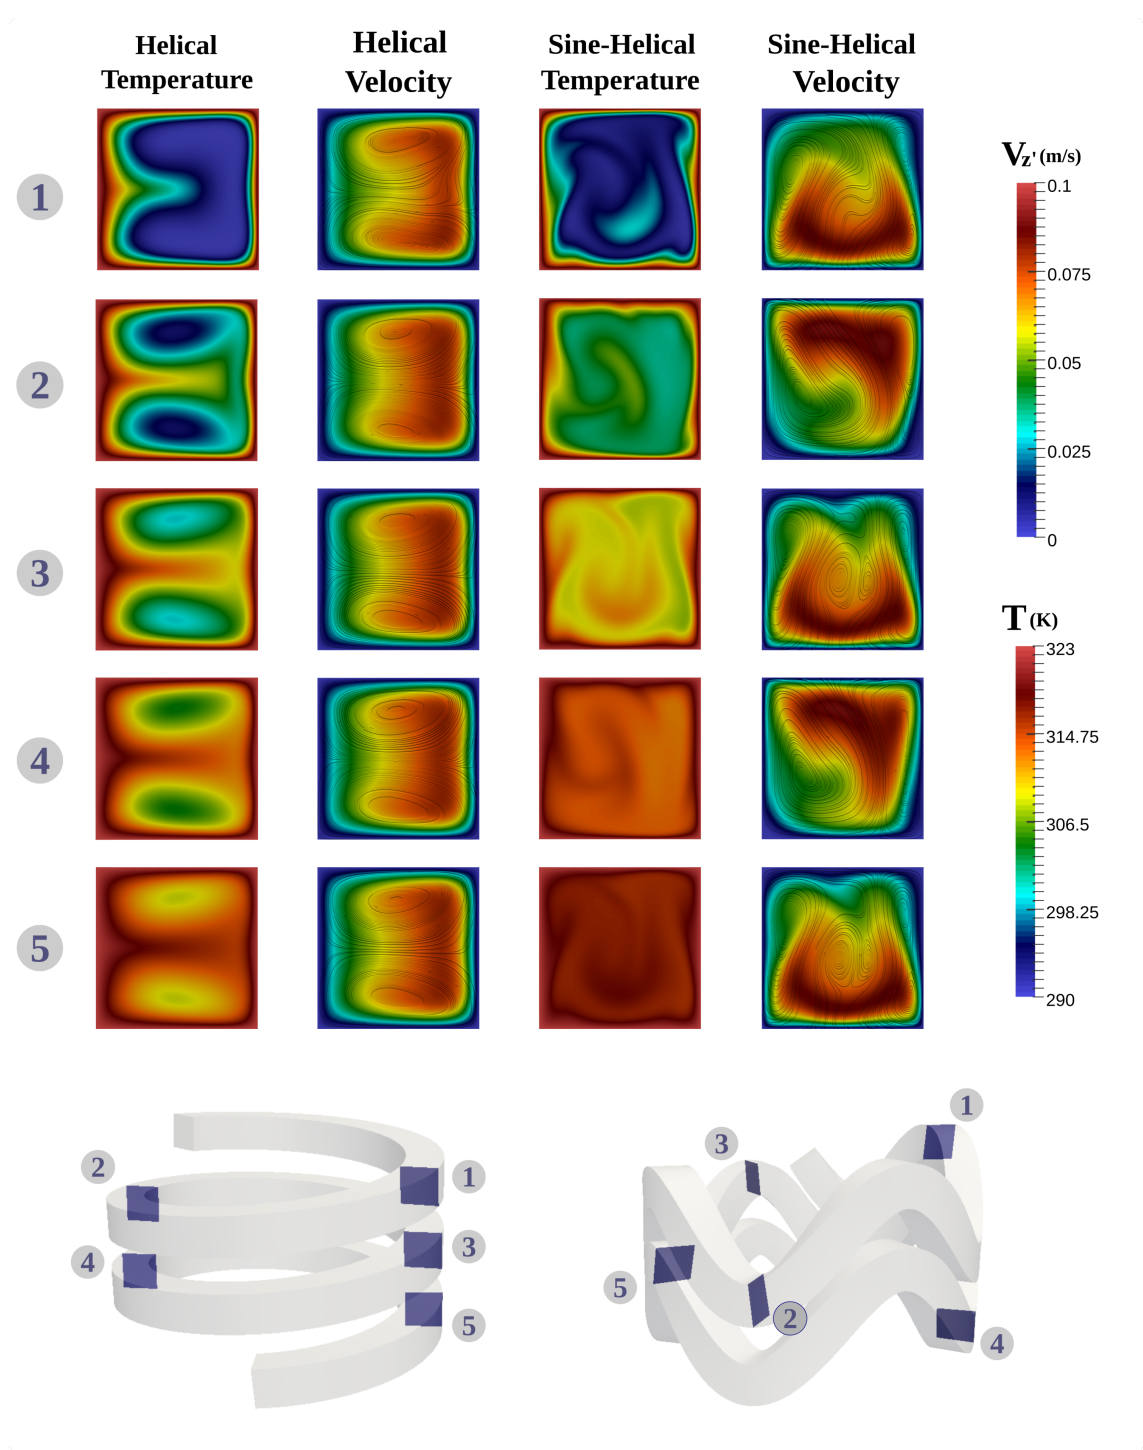 Helical
Temperature
Helical
Velocity
Sine-Helical
Temperature
Sine-Helical
Velocity
1
2
3
4
5
Vz' (m/s)
0.1
0.075
0.05
0.025
0
T (K)
323
314.75
306.5
298.25
290
2
4
1
3
5
1
3
5
2
4